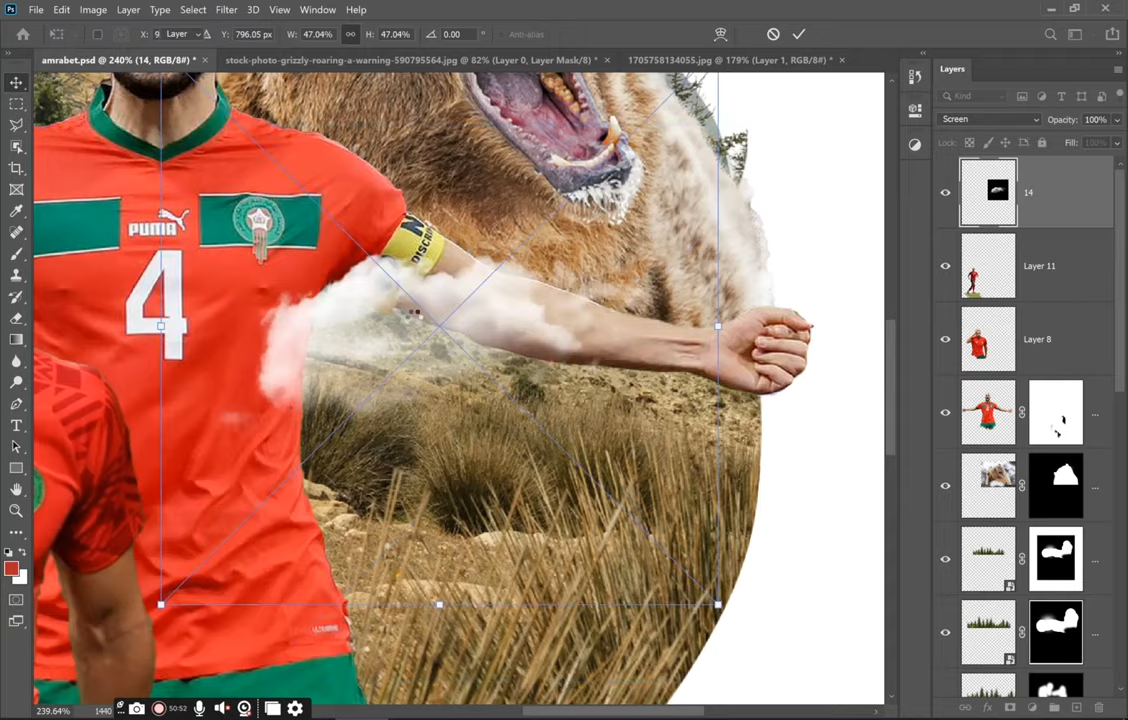 Ps File Edit Image Layer Type Select Filter 3D View Window Help
X: 9 Layer Y: 796.05 px W: 47.04% H: 47.04% 0.00 ° Anti-alias
amrabet.psd @ 240% (14, RGB/8#) * ×
stock-photo-grizzly-roaring-a-warning-590795564.jpg @ 82% (Layer 0, Layer Mask/8) * ×
1705758134055.jpg @ 179% (Layer 1, RGB/8#) * ×
Layers
Kind
Screen Opacity: 100%
Lock: Fill: 100%
14
Layer 11
Layer 8
...
...
...
...
PUMA
4
DISCRI
ULTRAWEAVE
239.64% 1440
50:52